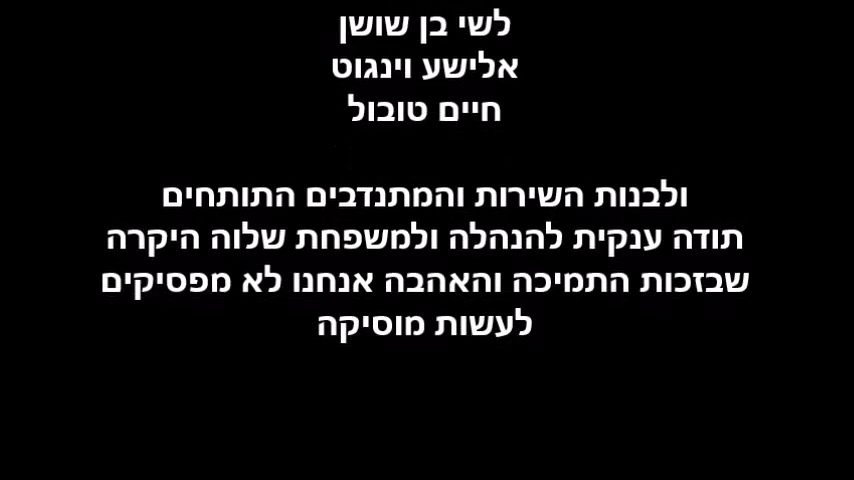 לשי בן שושן
אלישע וינגוט
חיים טובול
ולבנות השירות והמתנדבים התותחים
תודה ענקית להנהלה ולמשפחת שלוה היקרה
שבזכות התמיכה והאהבה אנחנו לא מפסיקים
לעשות מוסיקה